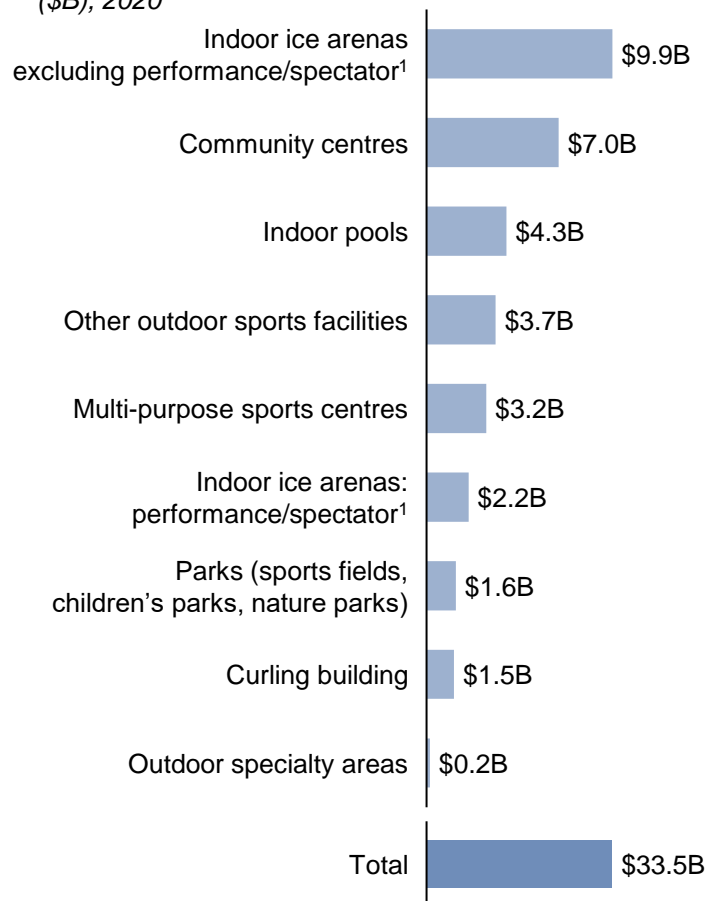 ($B), 2020
Indoor ice arenas
excluding performance/spectator¹
$9.9B
Community centres
$7.0B
Indoor pools
$4.3B
Other outdoor sports facilities
$3.7B
Multi-purpose sports centres
$3.2B
Indoor ice arenas:
performance/spectator¹
$2.2B
Parks (sports fields,
children’s parks, nature parks)
$1.6B
Curling building
$1.5B
Outdoor specialty areas
$0.2B
Total
$33.5B